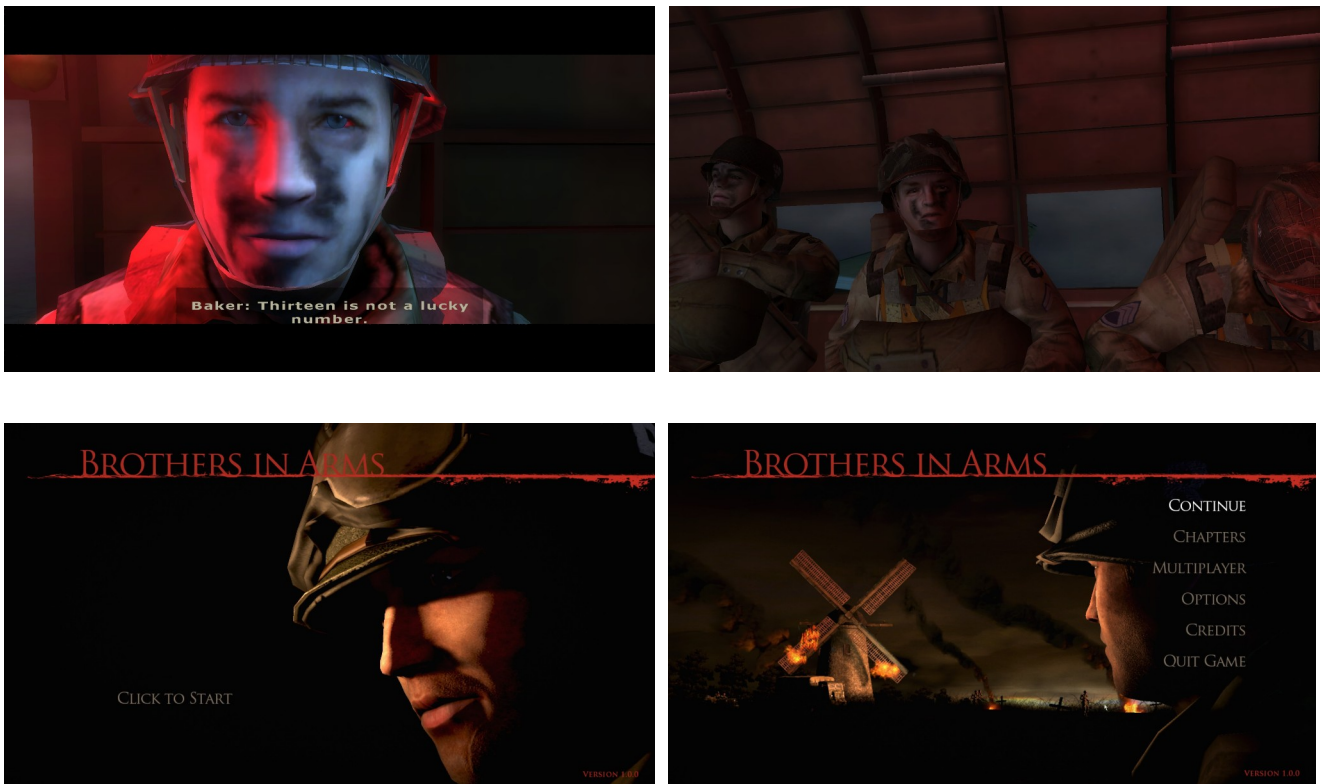 Baker: Thirteen is not a lucky
number.
BROTHERS IN ARMS
CLICK TO START
VERSION 1.0.0
BROTHERS IN ARMS
CONTINUE
CHAPTERS
MULTIPLAYER
OPTIONS
CREDITS
QUIT GAME
VERSION 1.0.0